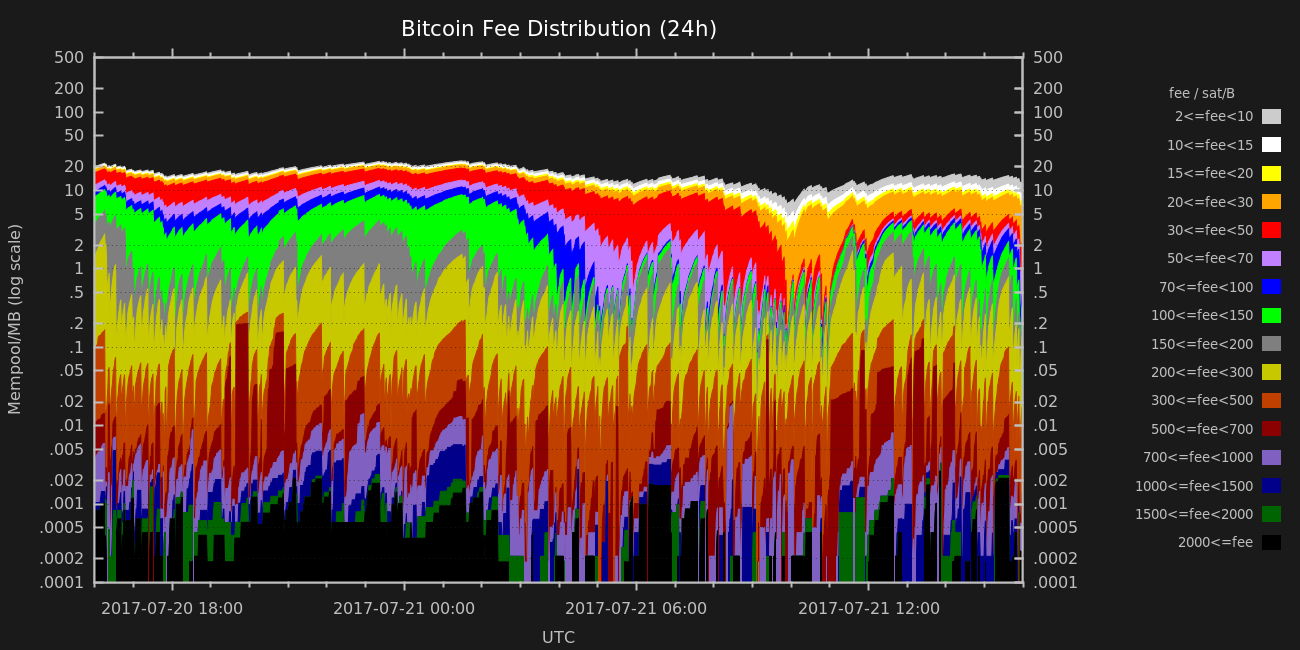 Bitcoin Fee Distribution (24h)
500
200
100
50
20
10
5
2
1
.5
.2
.1
.05
.02
.01
.005
.002
.001
.0005
.0002
.0001
Mempool/MB (log scale)
500
200
100
50
20
10
5
2
1
.5
.2
.1
.05
.02
.01
.005
.002
.001
.0005
.0002
.0001
2017-07-20 18:00
2017-07-21 00:00
2017-07-21 06:00
2017-07-21 12:00
UTC
fee / sat/B
2<=fee<10
10<=fee<15
15<=fee<20
20<=fee<30
30<=fee<50
50<=fee<70
70<=fee<100
100<=fee<150
150<=fee<200
200<=fee<300
300<=fee<500
500<=fee<700
700<=fee<1000
1000<=fee<1500
1500<=fee<2000
2000<=fee